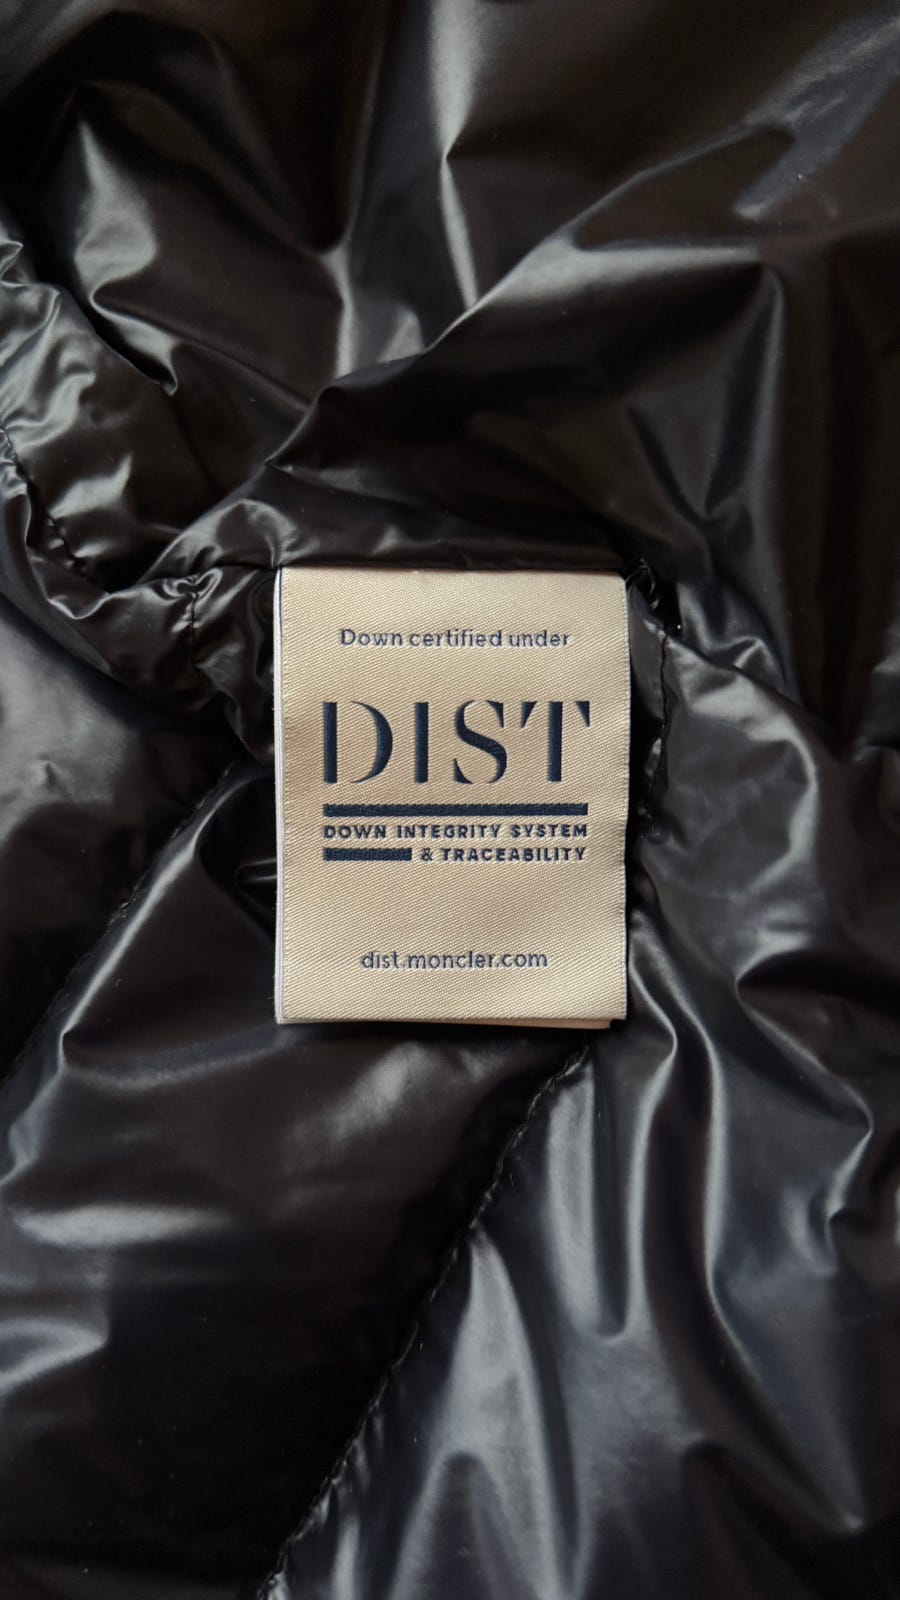 Down certified under
DIST
DOWN INTEGRITY SYSTEM
& TRACEABILITY
dist.moncler.com